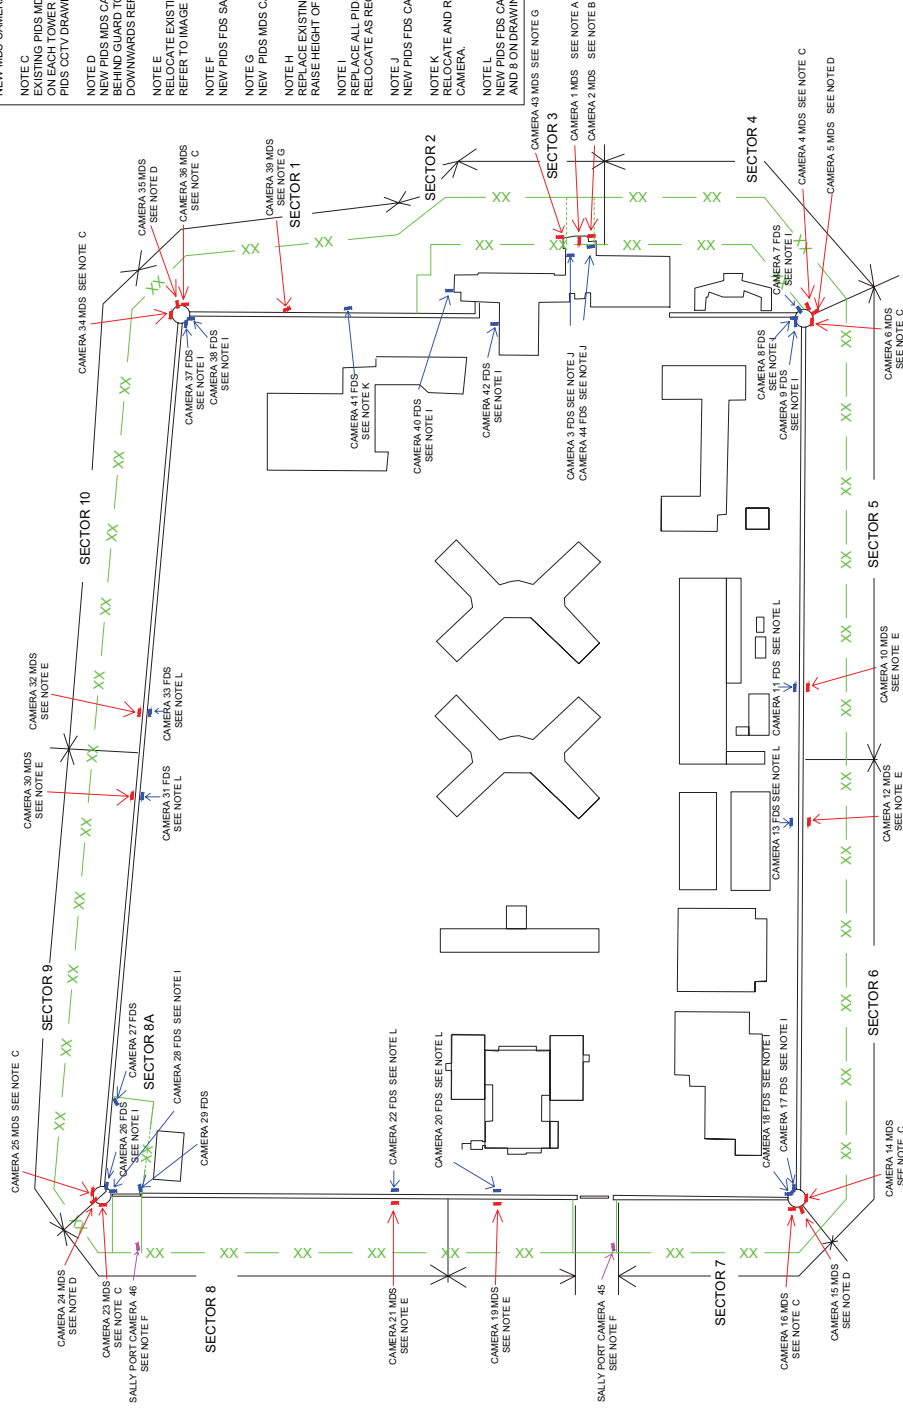 NOTE C
EXISTING PIDS MD
ON EACH TOWER
PIDS CCTV DRAWI
NOTE D
NEW PIDS MDS CA
BEHIND GUARD TO
DOWNWARDS REF
NOTE E
RELOCATE EXISTI
REFER TO IMAGE
NOTE F
NEW PIDS FDS SA
NOTE G
NEW PIDS MDS CA
NOTE H
REPLACE EXISTIN
RAISE HEIGHT OF
NOTE I
REPLACE ALL PIDS
RELOCATE AS REQ
NOTE J
NEW PIDS FDS CA
NOTE K
RELOCATE AND R
CAMERA.
NOTE L
NEW PIDS FDS CA
AND 8 ON DRAWIN
CAMERA 25 MDS SEE NOTE C
CAMERA 24 MDS
SEE NOTE D
CAMERA 23 MDS
SEE NOTE C
SALLY PORT CAMERA 46
SEE NOTE F
CAMERA 26 FDS
SEE NOTE I
CAMERA 27 FDS
SECTOR 8A
CAMERA 28 FDS SEE NOTE I
CAMERA 29 FDS
SECTOR 9
CAMERA 30 MDS
SEE NOTE E
CAMERA 32 MDS
SEE NOTE E
CAMERA 31 FDS
SEE NOTE L
CAMERA 33 FDS
SEE NOTE L
SECTOR 10
CAMERA 34 MDS SEE NOTE C
CAMERA 35 MDS
SEE NOTE D
CAMERA 36 MDS
SEE NOTE C
CAMERA 37 FDS
SEE NOTE I
CAMERA 38 FDS
SEE NOTE I
CAMERA 39 MDS
SEE NOTE G
SECTOR 1
CAMERA 41 FDS
SEE NOTE K
CAMERA 40 FDS
SEE NOTE I
CAMERA 42 FDS
SEE NOTE I
SECTOR 2
CAMERA 43 MDS SEE NOTE G
SECTOR 3
CAMERA 1 MDS SEE NOTE A
CAMERA 2 MDS SEE NOTE B
CAMERA 3 FDS SEE NOTE J
CAMERA 44 FDS SEE NOTE J
SECTOR 4
CAMERA 4 MDS SEE NOTE C
CAMERA 5 MDS SEE NOTE D
CAMERA 6 MDS
SEE NOTE C
CAMERA 7 FDS
SEE NOTE I
CAMERA 8 FDS
SEE NOTE I
CAMERA 9 FDS
SEE NOTE I
SECTOR 5
CAMERA 11 FDS SEE NOTE L
CAMERA 10 MDS
SEE NOTE E
CAMERA 13 FDS SEE NOTE L
CAMERA 12 MDS
SEE NOTE E
SECTOR 6
CAMERA 18 FDS SEE NOTE I
CAMERA 17 FDS SEE NOTE I
CAMERA 14 MDS
SEE NOTE C
CAMERA 15 MDS
SEE NOTE D
CAMERA 16 MDS
SEE NOTE C
SECTOR 7
SALLY PORT CAMERA 45
SEE NOTE F
CAMERA 19 MDS
SEE NOTE E
CAMERA 20 FDS SEE NOTE L
CAMERA 21 MDS
SEE NOTE E
CAMERA 22 FDS SEE NOTE L
SECTOR 8